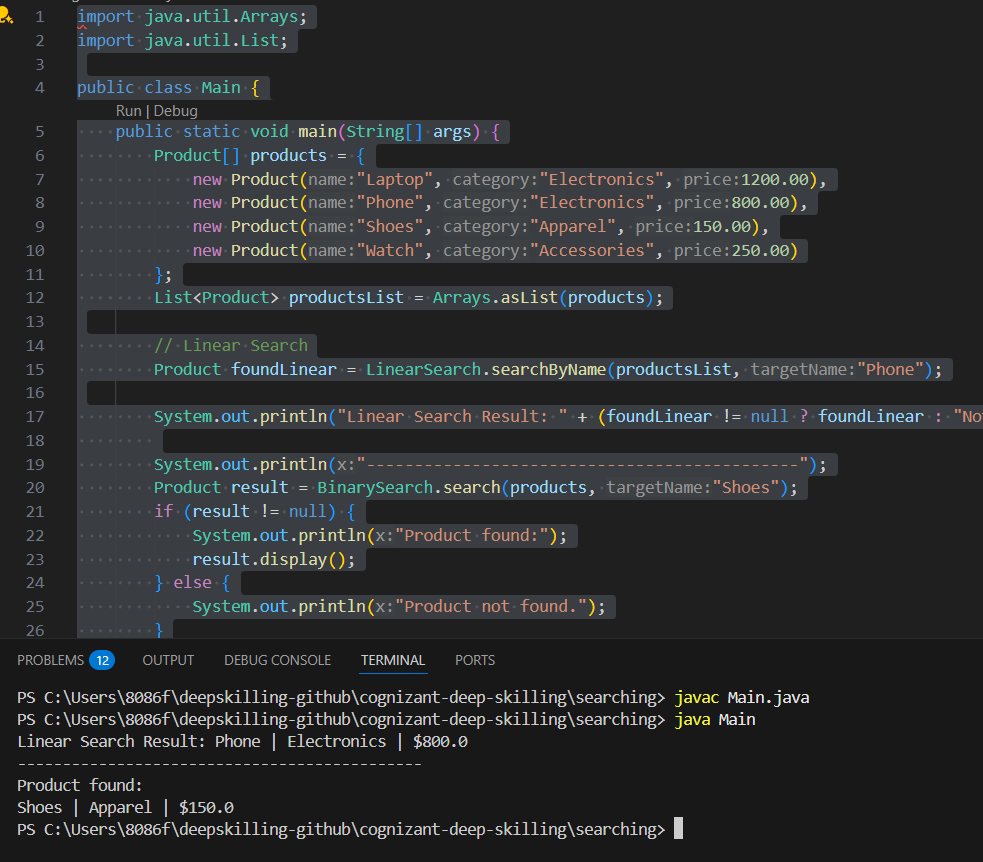 1 import java.util.Arrays;
2 import java.util.List;
3
4 public class Main {
Run | Debug
5 public static void main(String[] args) {
6 Product[] products = {
7 new Product(name:"Laptop", category:"Electronics", price:1200.00),
8 new Product(name:"Phone", category:"Electronics", price:800.00),
9 new Product(name:"Shoes", category:"Apparel", price:150.00),
10 new Product(name:"Watch", category:"Accessories", price:250.00)
11 };
12 List<Product> productsList = Arrays.asList(products);
13
14 // Linear Search
15 Product foundLinear = LinearSearch.searchByName(productsList, targetName:"Phone");
16
17 System.out.println("Linear Search Result: " + (foundLinear != null ? foundLinear : "No
18
19 System.out.println(x:"--------------------------------------------");
20 Product result = BinarySearch.search(products, targetName:"Shoes");
21 if (result != null) {
22 System.out.println(x:"Product found:");
23 result.display();
24 } else {
25 System.out.println(x:"Product not found.");
26 }
PROBLEMS 12 OUTPUT DEBUG CONSOLE TERMINAL PORTS
PS C:\Users\8086f\deepskilling-github\cognizant-deep-skilling\searching> javac Main.java
PS C:\Users\8086f\deepskilling-github\cognizant-deep-skilling\searching> java Main
Linear Search Result: Phone | Electronics | $800.0
---------------------------------------------
Product found:
Shoes | Apparel | $150.0
PS C:\Users\8086f\deepskilling-github\cognizant-deep-skilling\searching>